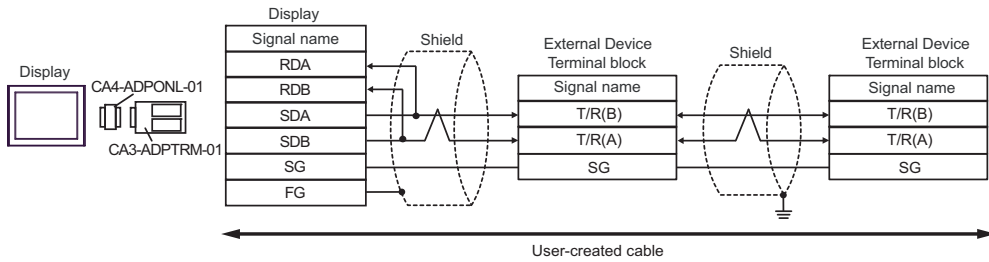 Display
CA4-ADPONL-01
CA3-ADPTRM-01
Display
Signal name
RDA
RDB
SDA
SDB
SG
FG
Shield
External Device
Terminal block
Signal name
T/R(B)
T/R(A)
SG
Shield
External Device
Terminal block
Signal name
T/R(B)
T/R(A)
SG
User-created cable